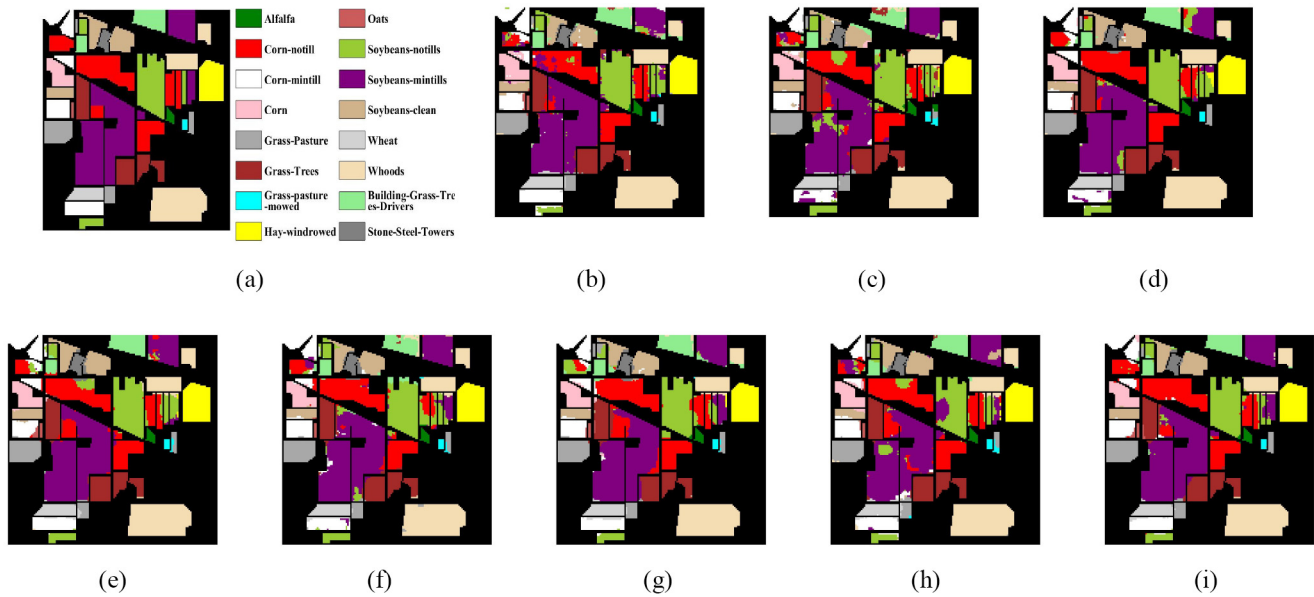 Alfalfa
Oats
Corn-notill
Soybeans-notills
Corn-mintill
Soybeans-mintills
Corn
Soybeans-clean
Grass-Pasture
Wheat
Grass-Trees
Whoods
Grass-pasture
-mowed
Building-Grass-Tre
es-Drivers
Hay-windrowed
Stone-Steel-Towers
(a)
(b)
(c)
(d)
(e)
(f)
(g)
(h)
(i)